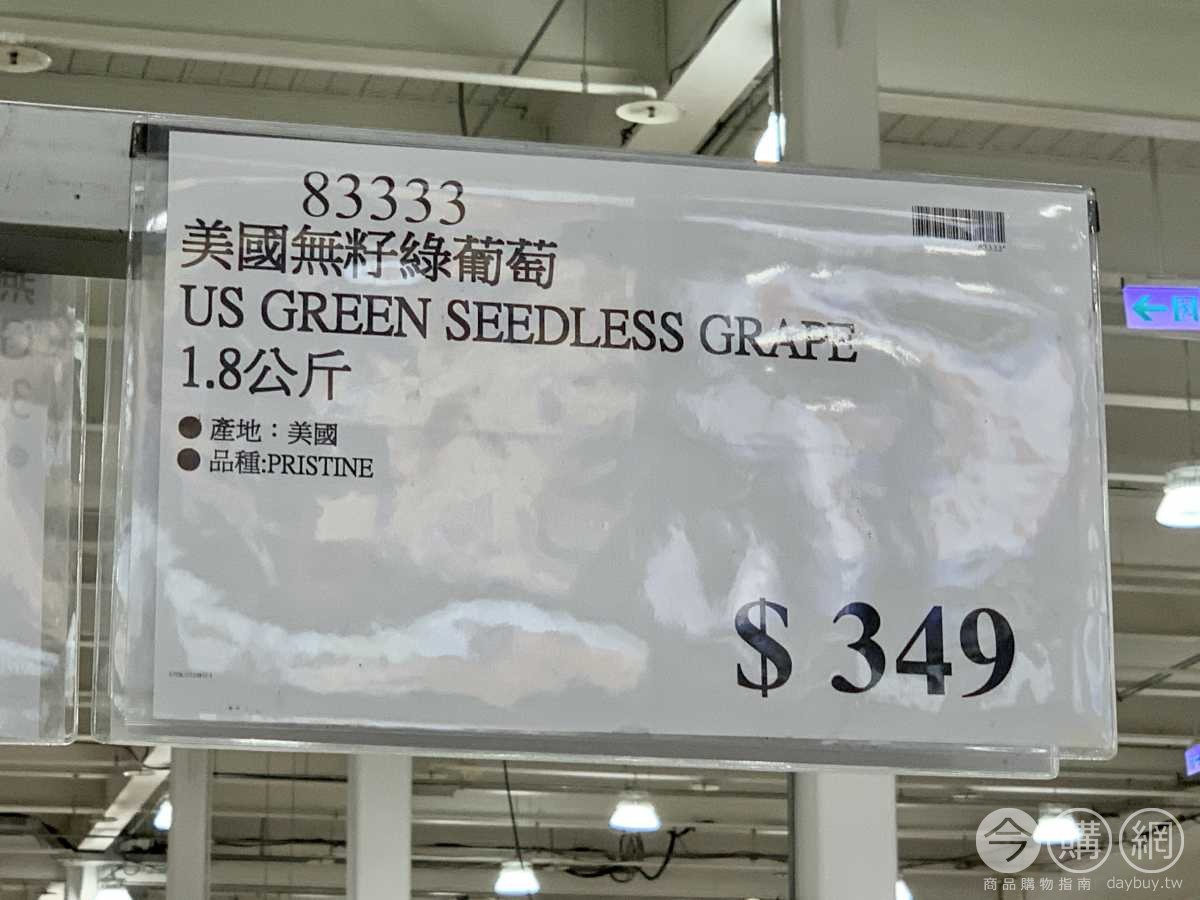 83333
美國無籽綠葡萄
US GREEN SEEDLESS GRAPE
1.8公斤
● 產地：美國
● 品種:PRISTINE
$ 349
今購網
商品購物指南 daybuy.tw